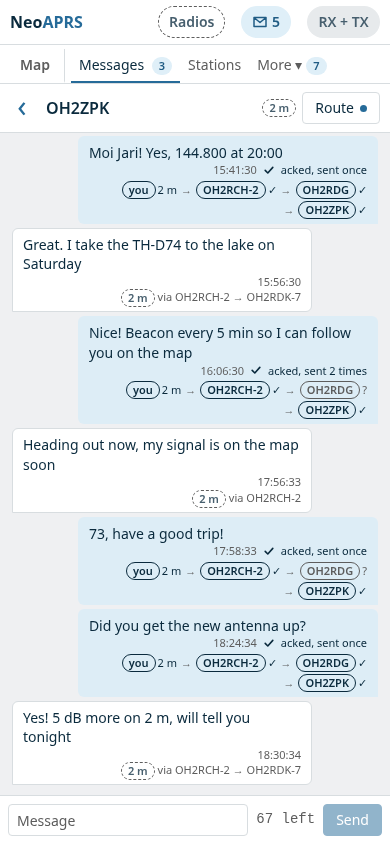 NeoAPRS Radios 5 RX + TX
Map Messages 3 Stations More ▾ 7
OH2ZPK 2 m Route
Moi Jari! Yes, 144.800 at 20:00
15:41:30 ✓ acked, sent once
you 2 m → OH2RCH-2 ✓ → OH2RDG ✓
→ OH2ZPK ✓
Great. I take the TH-D74 to the lake on
Saturday
15:56:30
2 m via OH2RCH-2 → OH2RDK-7
Nice! Beacon every 5 min so I can follow
you on the map
16:06:30 ✓ acked, sent 2 times
you 2 m → OH2RCH-2 ✓ → OH2RDG ?
→ OH2ZPK ✓
Heading out now, my signal is on the map
soon
17:56:33
2 m via OH2RCH-2
73, have a good trip!
17:58:33 ✓ acked, sent once
you 2 m → OH2RCH-2 ✓ → OH2RDG ?
→ OH2ZPK ✓
Did you get the new antenna up?
18:24:34 ✓ acked, sent once
you 2 m → OH2RCH-2 ✓ → OH2RDG ✓
→ OH2ZPK ✓
Yes! 5 dB more on 2 m, will tell you
tonight
18:30:34
2 m via OH2RCH-2 → OH2RDK-7
Message 67 left Send